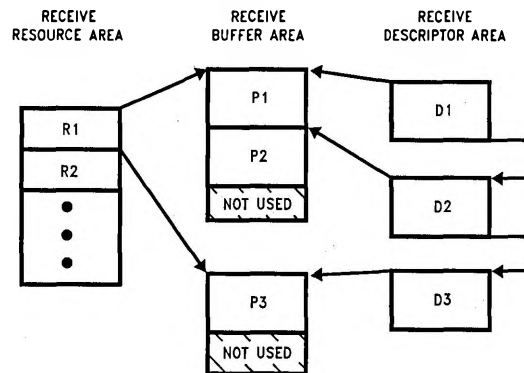 RECEIVE
RESOURCE AREA
RECEIVE
BUFFER AREA
RECEIVE
DESCRIPTOR AREA
R1
R2
P1
P2
NOT USED
P3
NOT USED
D1
D2
D3